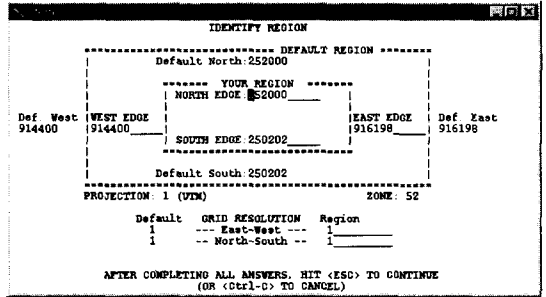 IDENTIFY REGION
DEFAULT REGION
Default North:252000
YOUR REGION
NORTH EDGE:252000
Def. West WEST EDGE EAST EDGE Def. East
914400 914400 916198 916198
SOUTH EDGE:250202
Default South:250202
PROJECTION: 1 (UTM) ZONE: 52
Default GRID RESOLUTION Region
1 --- East-West --- 1
1 -- North-South -- 1
AFTER COMPLETING ALL ANSWERS, HIT <ESC> TO CONTINUE
(OR <Ctrl-C> TO CANCEL)